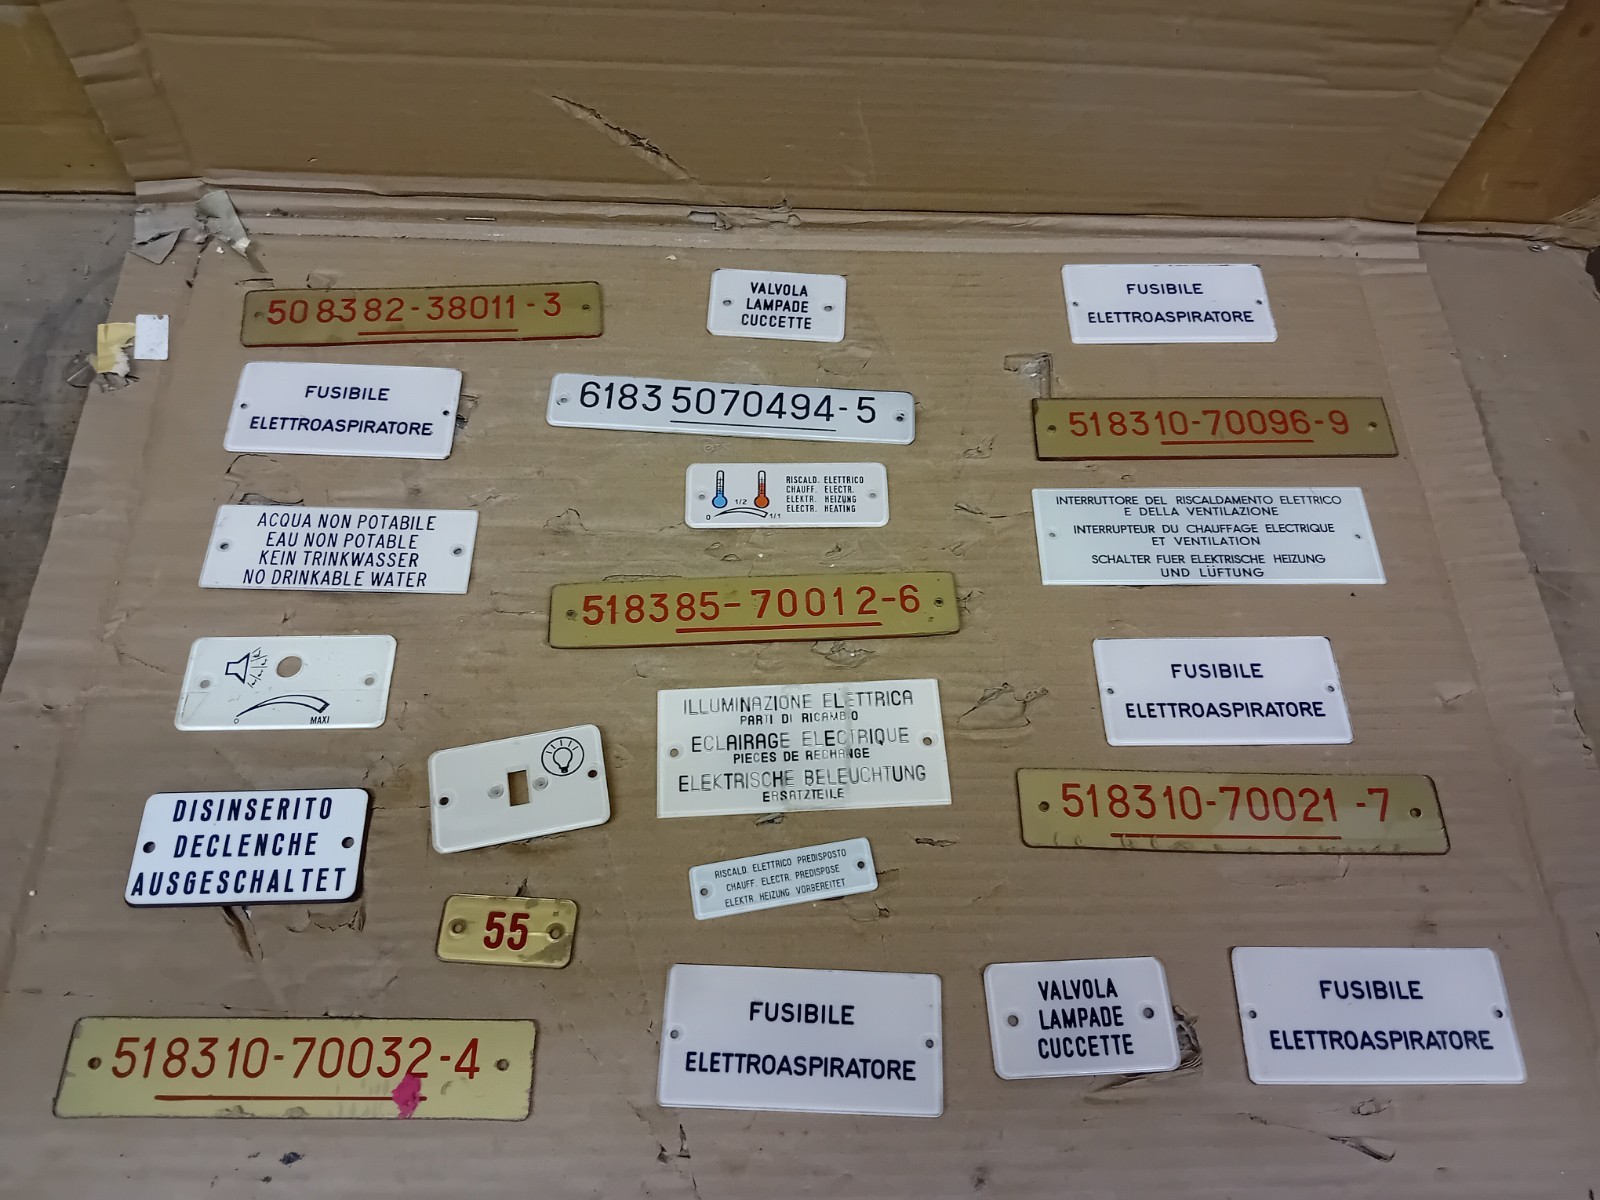 508382-38011-3
VALVOLA
LAMPADE
CUCCETTE
FUSIBILE
ELETTROASPIRATORE
FUSIBILE
ELETTROASPIRATORE
6183 5070494-5
518310-70096-9
0 1/2 1/1
RISCALD. ELETTRICO
CHAUFF. ELECTR.
ELEKTR. HEIZUNG
ELECTR. HEATING
ACQUA NON POTABILE
EAU NON POTABLE
KEIN TRINKWASSER
NO DRINKABLE WATER
INTERRUTTORE DEL RISCALDAMENTO ELETTRICO
E DELLA VENTILAZIONE
INTERRUPTEUR DU CHAUFFAGE ELECTRIQUE
ET VENTILATION
SCHALTER FUER ELEKTRISCHE HEIZUNG
UND LÜFTUNG
518385-70012-6
0 MAXI
FUSIBILE
ELETTROASPIRATORE
ILLUMINAZIONE ELETTRICA
PARTI DI RICAMBIO
ECLAIRAGE ELECTRIQUE
PIECES DE RECHANGE
ELEKTRISCHE BELEUCHTUNG
ERSATZTEILE
518310-70021-7
DISINSERITO
DECLENCHE
AUSGESCHALTET
RISCALD. ELETTRICO PREDISPOSTO
CHAUFF. ELECTR. PREDISPOSE
ELEKTR. HEIZUNG VORBEREITET
55
518310-70032-4
FUSIBILE
ELETTROASPIRATORE
VALVOLA
LAMPADE
CUCCETTE
FUSIBILE
ELETTROASPIRATORE